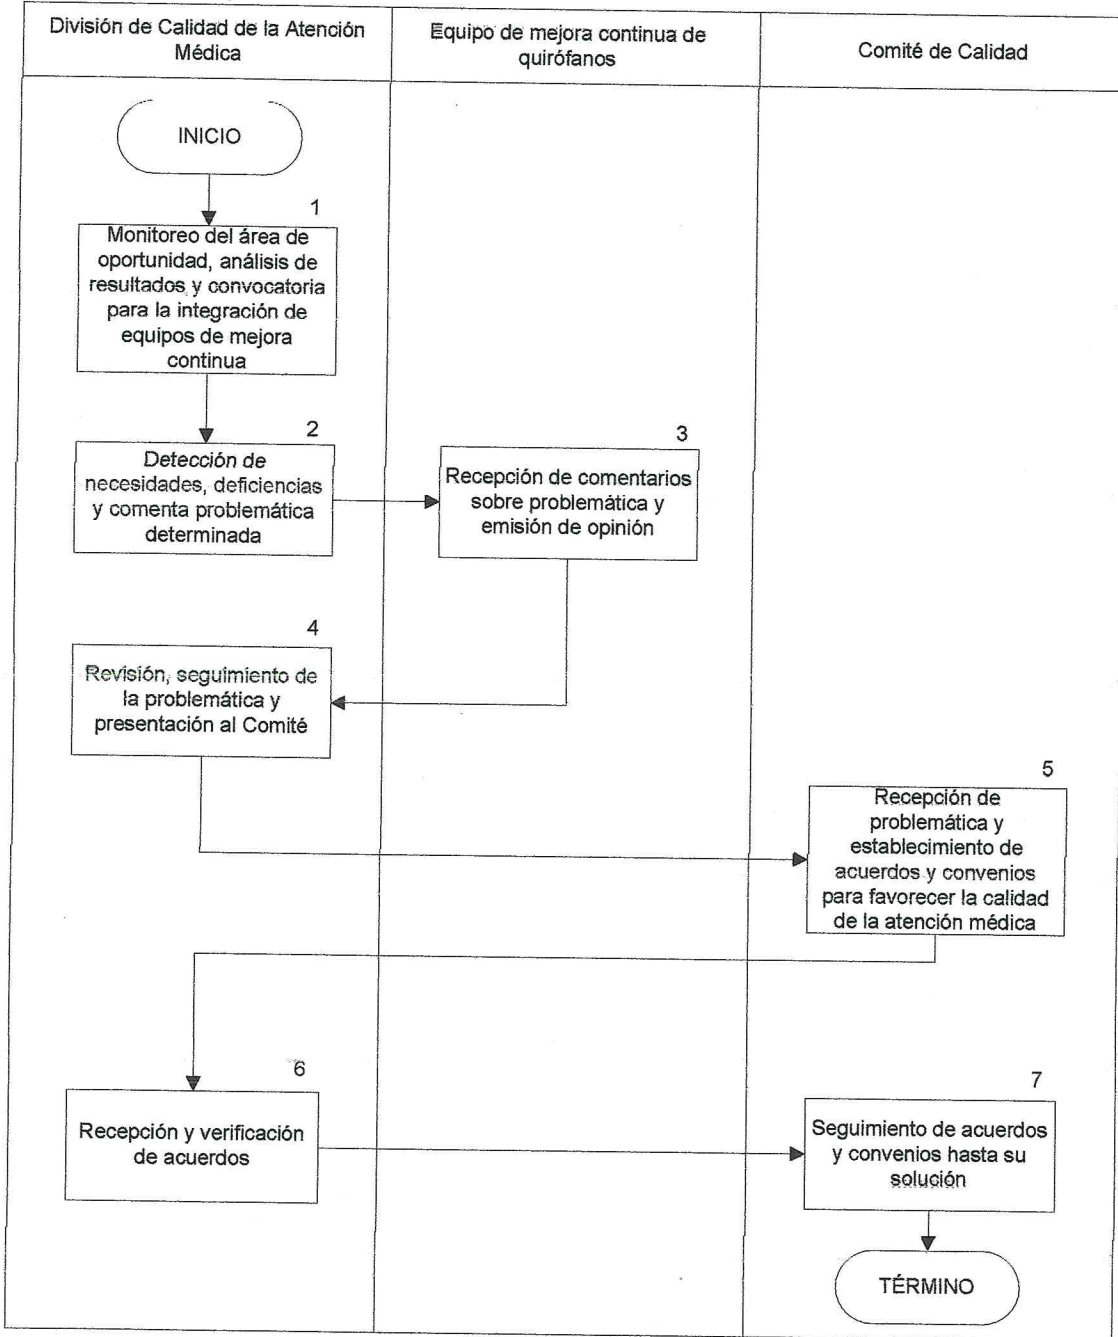 División de Calidad de la Atención
Médica
Equipo de mejora continua de
quirófanos
Comité de Calidad
INICIO
1
Monitoreo del área de
oportunidad, análisis de
resultados y convocatoria
para la integración de
equipos de mejora
continua
2
Detección de
necesidades, deficiencias
y comenta problemática
determinada
3
Recepción de comentarios
sobre problemática y
emisión de opinión
4
Revisión, seguimiento de
la problemática y
presentación al Comité
5
Recepción de
problemática y
establecimiento de
acuerdos y convenios
para favorecer la calidad
de la atención médica
6
Recepción y verificación
de acuerdos
7
Seguimiento de acuerdos
y convenios hasta su
solución
TÉRMINO